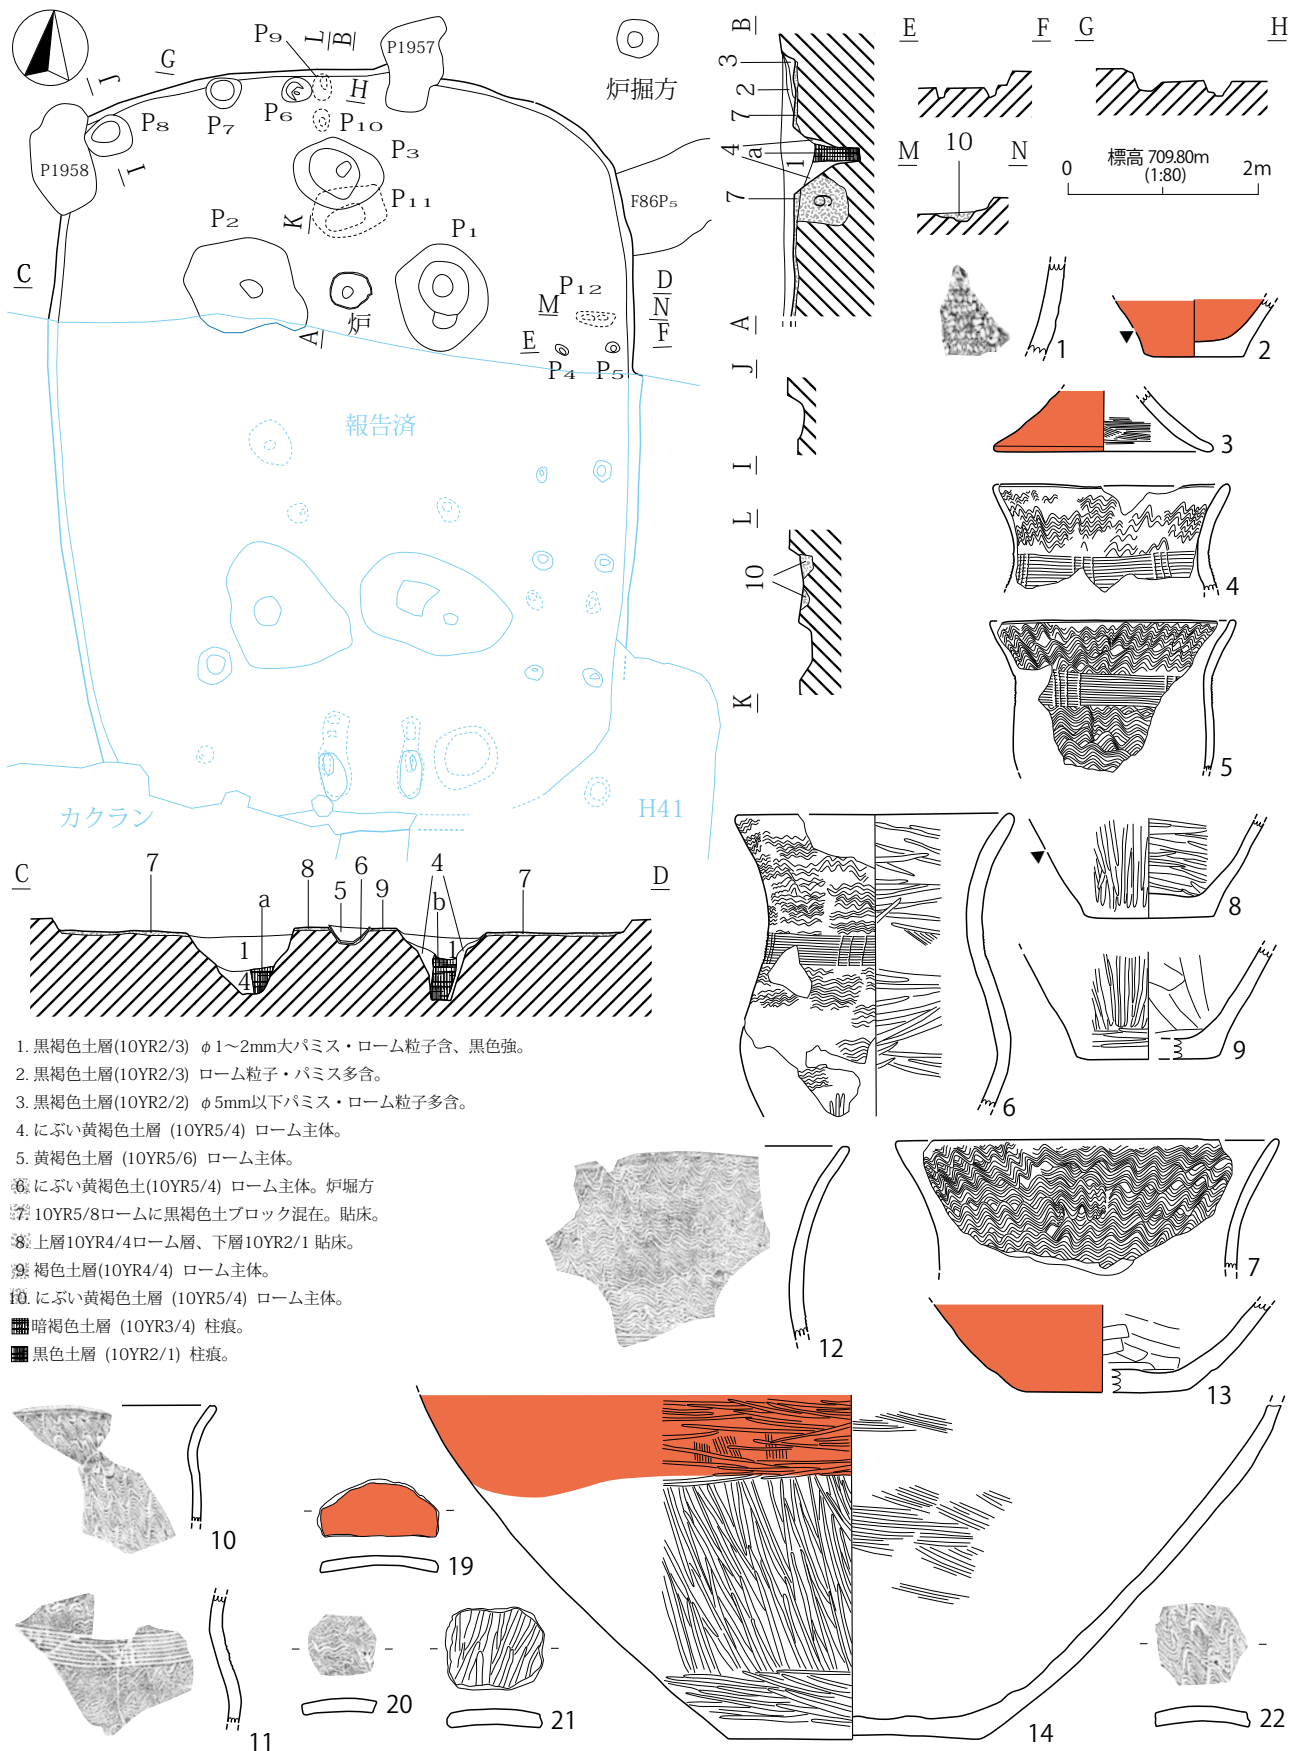 P9 L B P1957
炉掘方
J G H
P8 P7 P6 P10
P1958 I P3
P11
P2 K P1 F86P5
C 炉 P12 D
A M N
E F
P4 P5
報告済
カクラン H41
B
3
2
7
4
a 1
7 9
A
J
I
L
10
K
E F G H
M 10 N
標高 709.80m
(1:80)
0 2m
C 7 8 5 6 9 4 7 D
a b
1 1
4
1. 黒褐色土層(10YR2/3) φ1〜2mm大パミス・ローム粒子含、黒色強。
2. 黒褐色土層(10YR2/3) ローム粒子・パミス多含。
3. 黒褐色土層(10YR2/2) φ5mm以下パミス・ローム粒子多含。
4. にぶい黄褐色土層 (10YR5/4) ローム主体。
5. 黄褐色土層 (10YR5/6) ローム主体。
6. にぶい黄褐色土(10YR5/4) ローム主体。炉堀方
7. 10YR5/8ロームに黒褐色土ブロック混在。貼床。
8. 上層10YR4/4ローム層、下層10YR2/1 貼床。
9. 褐色土層(10YR4/4) ローム主体。
10. にぶい黄褐色土層 (10YR5/4) ローム主体。
暗褐色土層 (10YR3/4) 柱痕。
黒色土層 (10YR2/1) 柱痕。
1
2
3
4
5
6
8
9
7
12
13
10
19
11
20
21
14
22